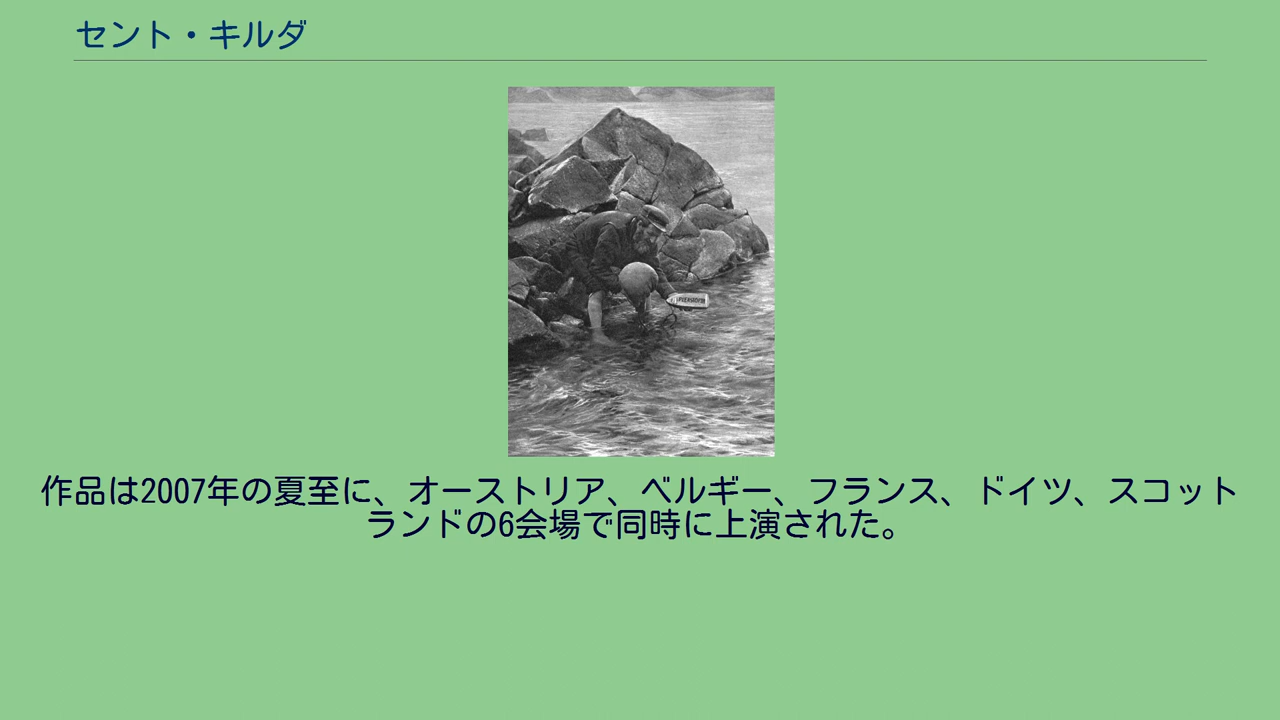 セント・キルダ
作品は2007年の夏至に、オーストリア、ベルギー、フランス、ドイツ、スコット
ランドの6会場で同時に上演された。